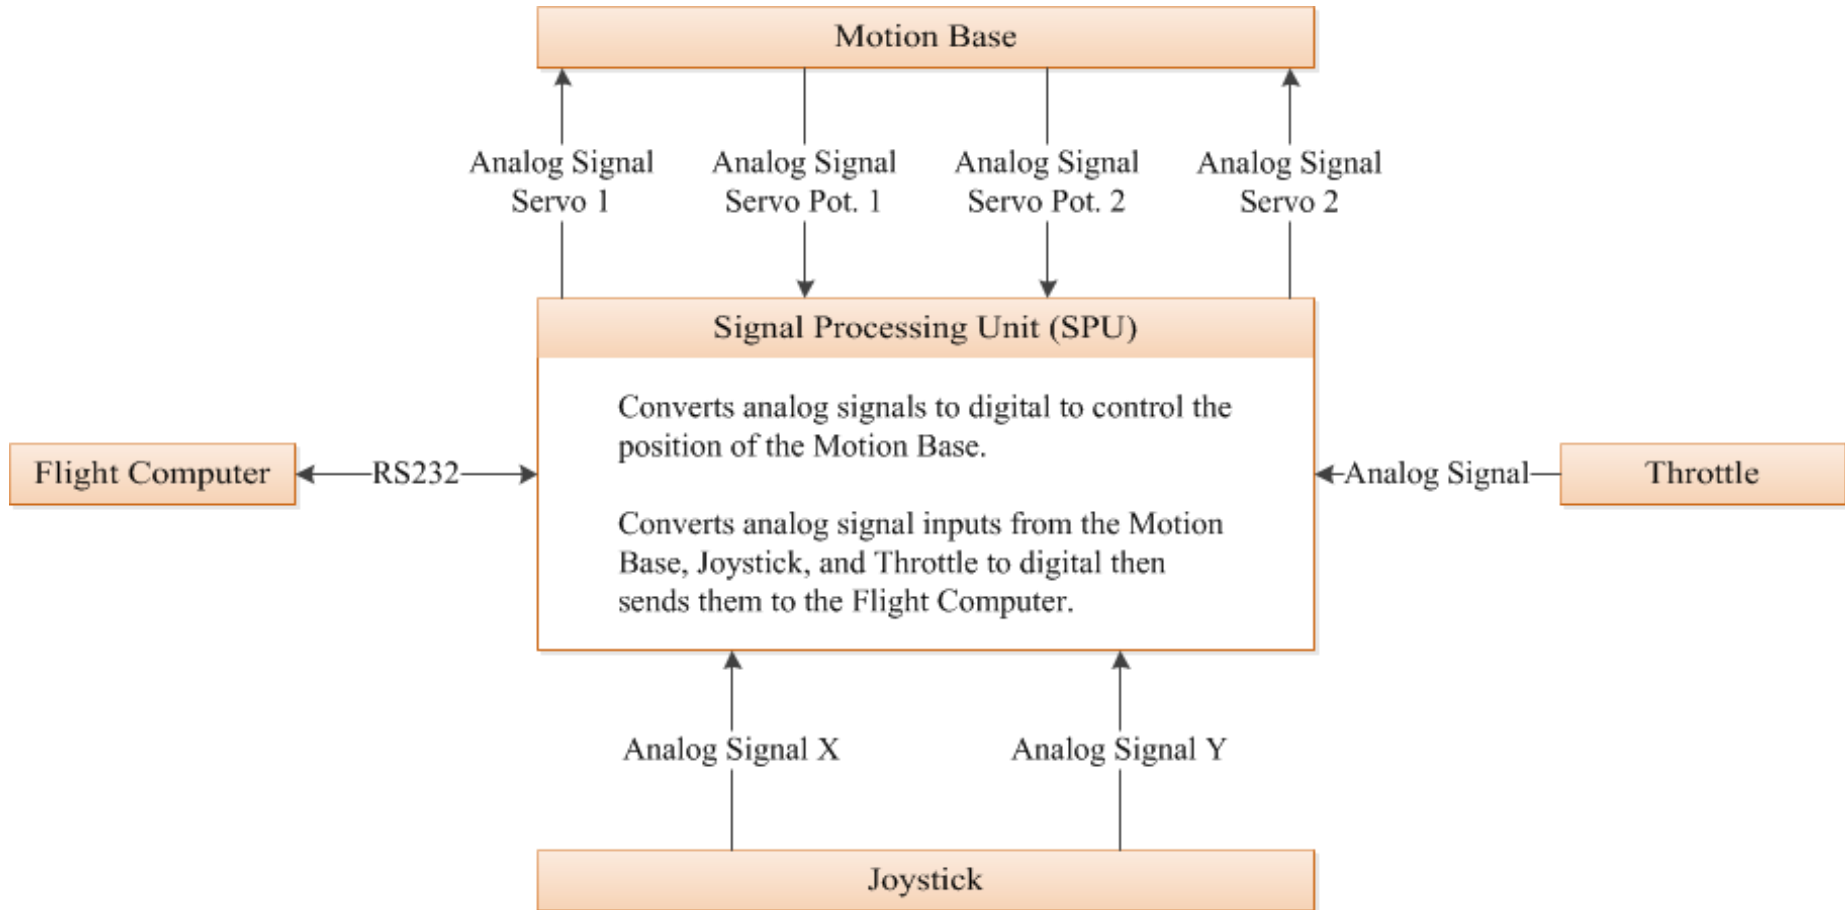 Motion Base
Analog Signal
Servo 1
Analog Signal
Servo Pot. 1
Analog Signal
Servo Pot. 2
Analog Signal
Servo 2
Signal Processing Unit (SPU)
Converts analog signals to digital to control the
position of the Motion Base.
Converts analog signal inputs from the Motion
Base, Joystick, and Throttle to digital then
sends them to the Flight Computer.
Flight Computer
RS232
Analog Signal
Throttle
Analog Signal X
Analog Signal Y
Joystick